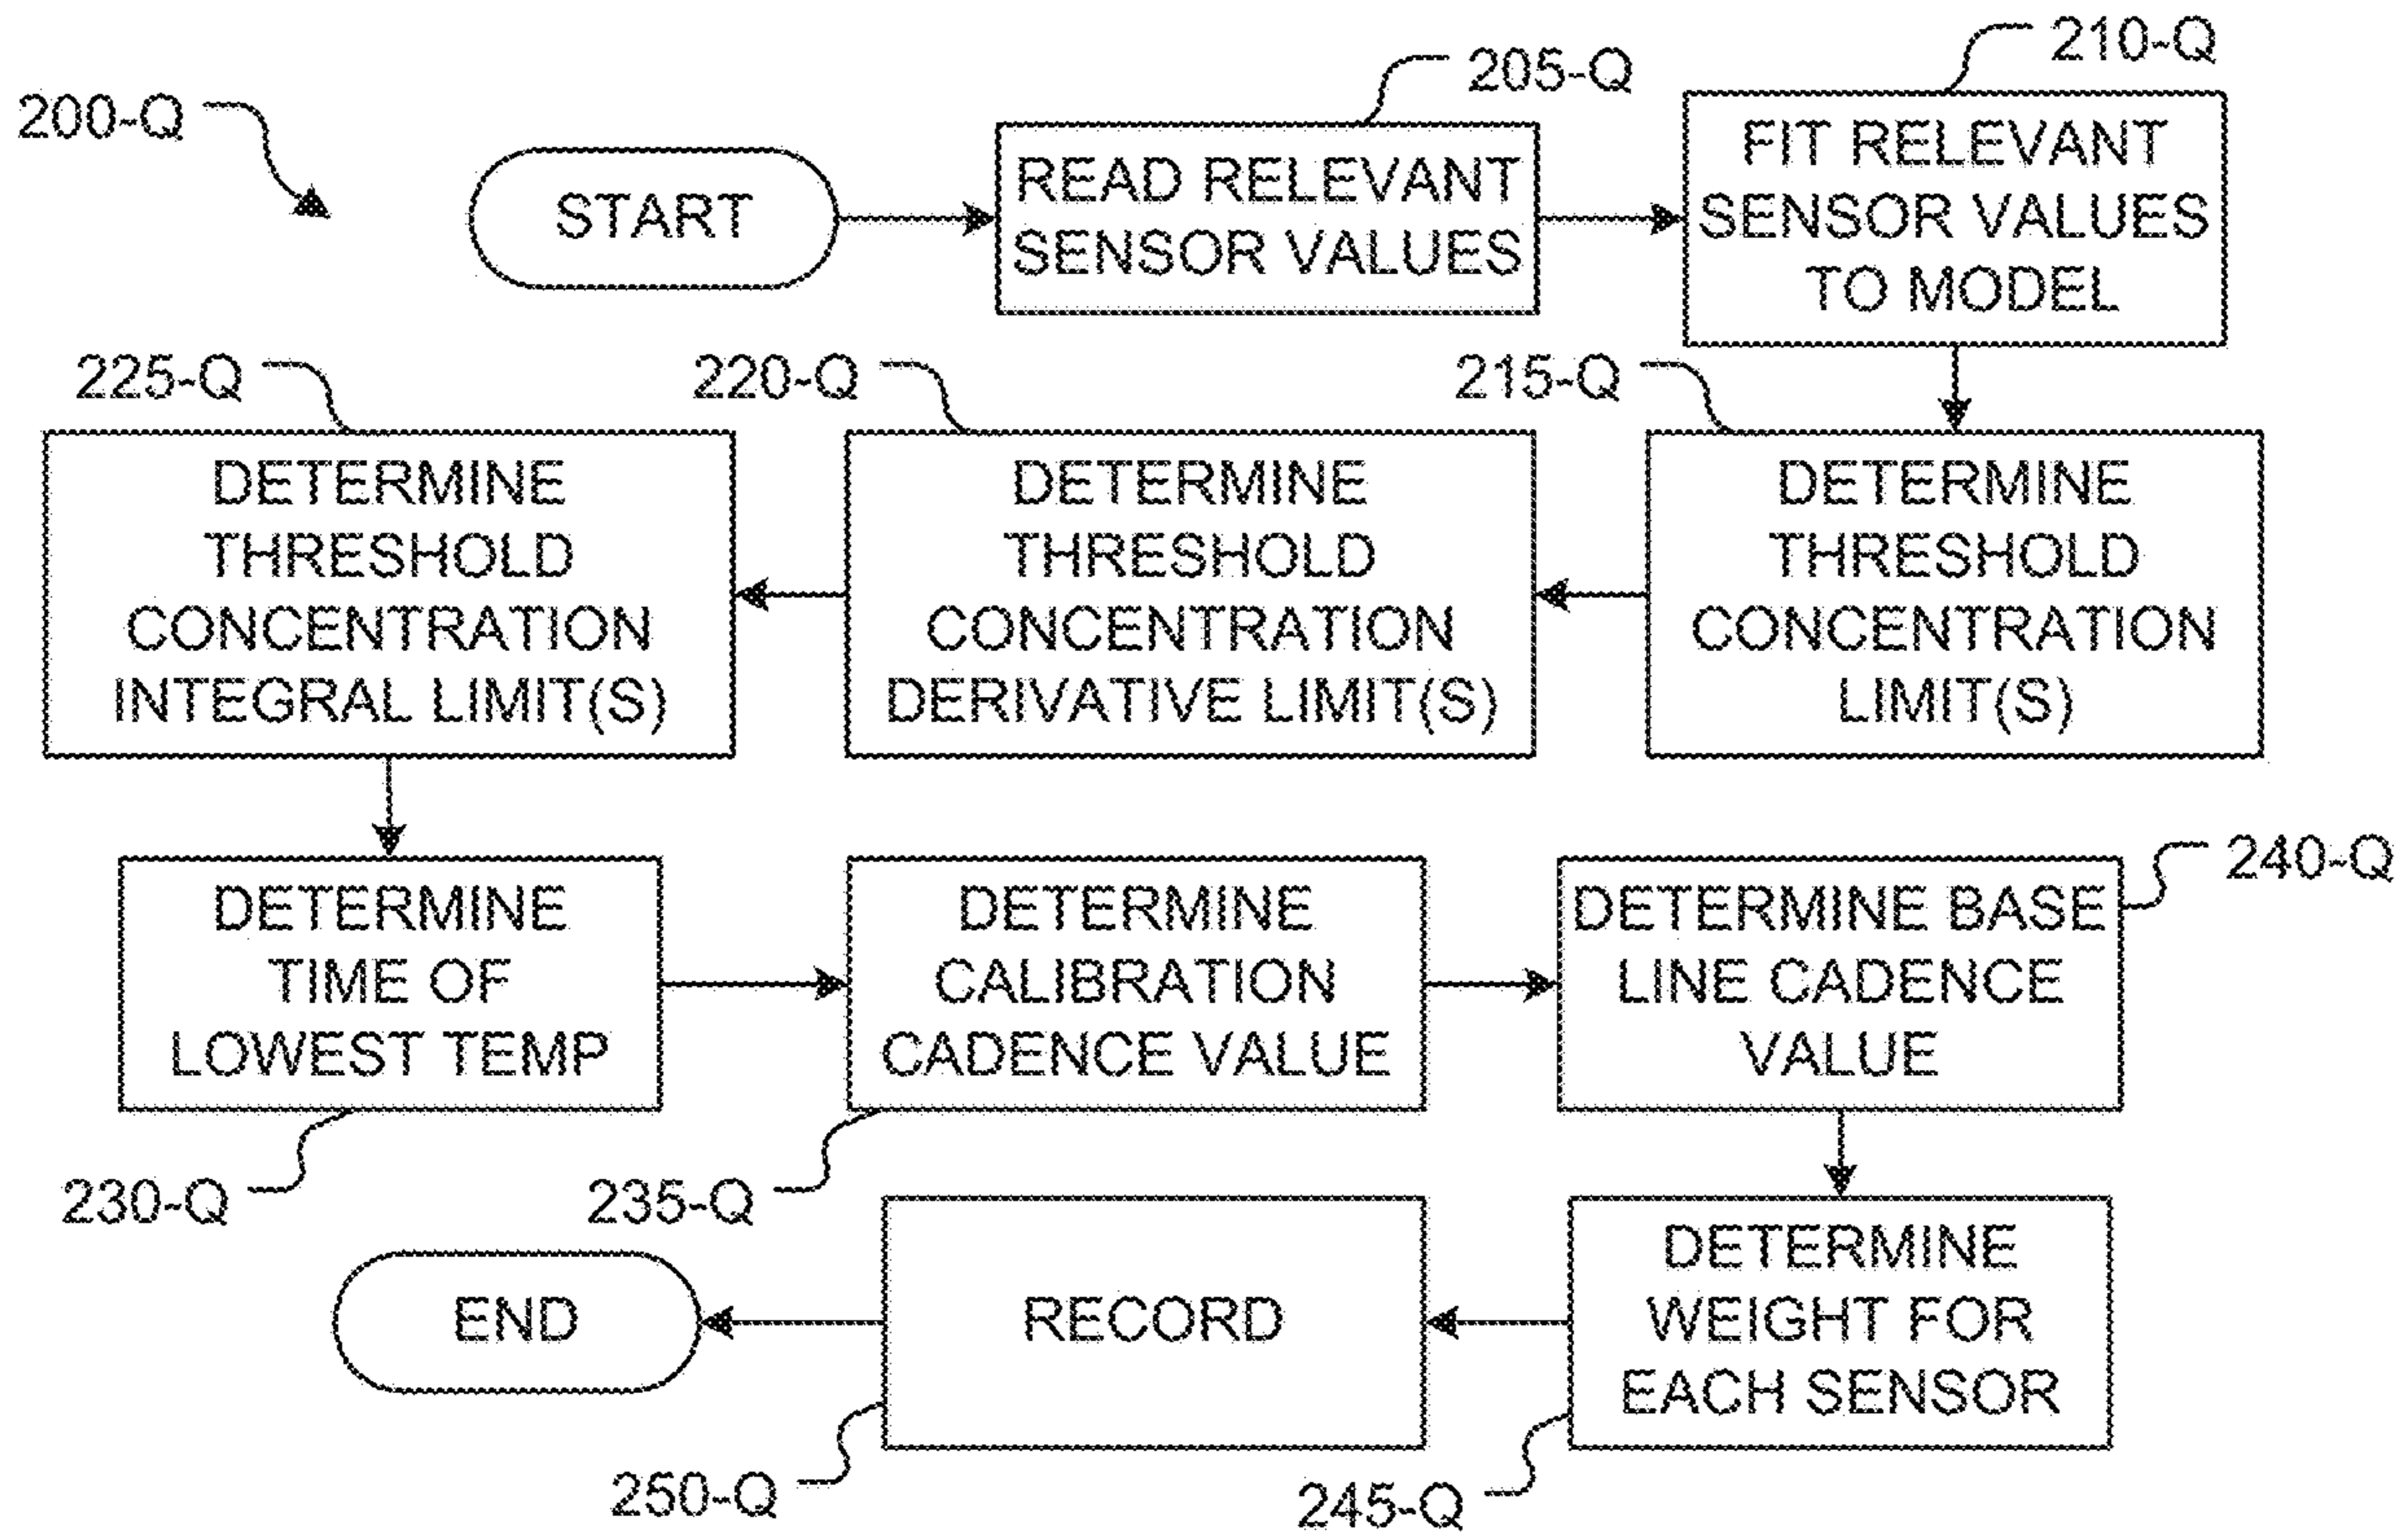 200-Q
START
205-Q
READ RELEVANT
SENSOR VALUES
210-Q
FIT RELEVANT
SENSOR VALUES
TO MODEL
215-Q
DETERMINE
THRESHOLD
CONCENTRATION
LIMIT(S)
220-Q
DETERMINE
THRESHOLD
CONCENTRATION
DERIVATIVE LIMIT(S)
225-Q
DETERMINE
THRESHOLD
CONCENTRATION
INTEGRAL LIMIT(S)
DETERMINE
TIME OF
LOWEST TEMP
230-Q
DETERMINE
CALIBRATION
CADENCE VALUE
235-Q
DETERMINE BASE
LINE CADENCE
VALUE
240-Q
DETERMINE
WEIGHT FOR
EACH SENSOR
245-Q
RECORD
250-Q
END